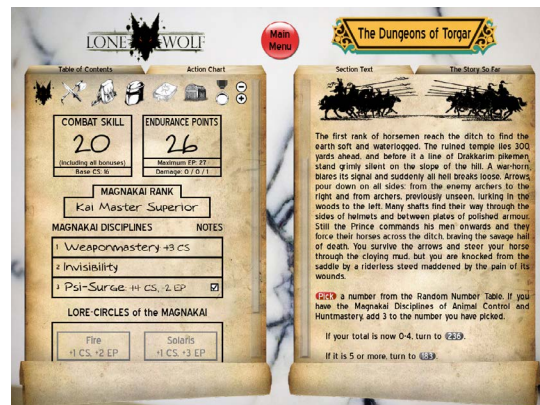 LONE WOLF
Main
Menu
The Dungeons of Torgar
Table of Contents
Action Chart
COMBAT SKILL
20
(Including all bonuses)
Base CS: 16
ENDURANCE POINTS
26
Maximum EP: 27
Damage: 0 / 0 / 1
MAGNAKAI RANK
Kai Master Superior
MAGNAKAI DISCIPLINES NOTES
1 Weaponmastery +3 CS
2 Invisibility
3 Psi-Surge +4 CS, -2 EP
LORE-CIRCLES of the MAGNAKAI
Fire
+1 CS, +2 EP
Solaris
+1 CS, +3 EP
Section Text
The Story So Far
The first rank of horsemen reach the ditch to find the
earth soft and waterlogged. The ruined temple lies 300
yards ahead, and before it a line of Drakkarim pikemen
stand grimly silent on the slope of the hill. A war-horn
blares its signal and suddenly all hell breaks loose. Arrows
pour down on all sides: from the enemy archers to the
right and from archers, previously unseen, lurking in the
woods to the left. Many shafts find their way through the
sides of helmets and between plates of polished armour.
Still the Prince commands his men onwards and they
force their horses across the ditch, braving the savage hail
of death. You survive the arrows and steer your horse
through the cloying mud, but you are knocked from the
saddle by a riderless steed maddened by the pain of its
wounds.
Pick a number from the Random Number Table. If you
have the Magnakai Disciplines of Animal Control and
Huntmastery, add 3 to the number you have picked.
If your total is now 0-4, turn to 236.
If it is 5 or more, turn to 183.